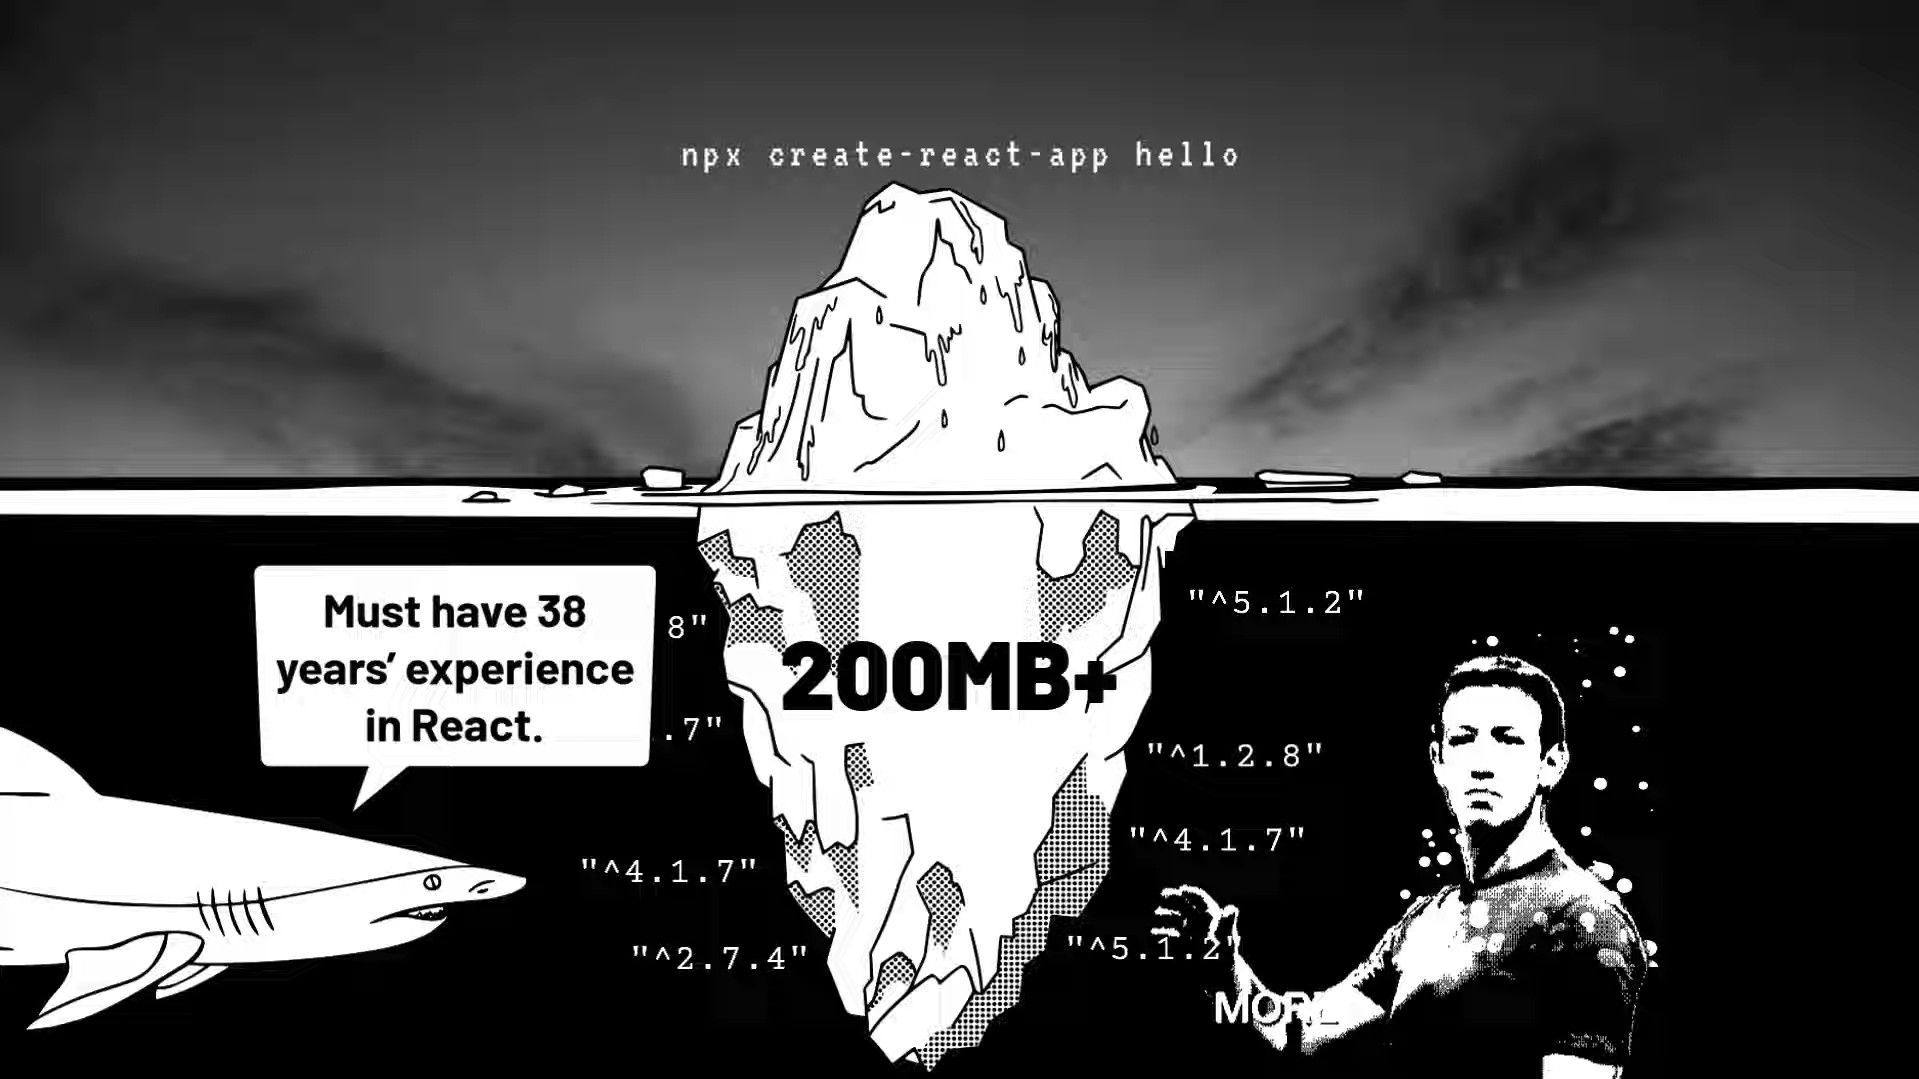 npx create-react-app hello
Must have 38
years’ experience
in React.
8"
.7"
200MB+
"^5.1.2"
"^1.2.8"
"^4.1.7"
"^4.1.7"
"^2.7.4"
"^5.1.2"
MORE